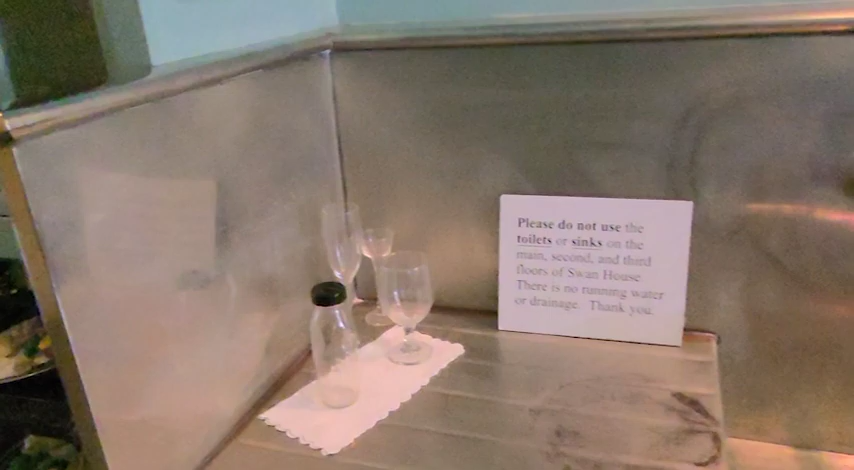 Please do not use the
toilets or sinks on the
main, second, and third
floors of Swan House.
There is no running water
or drainage. Thank you.